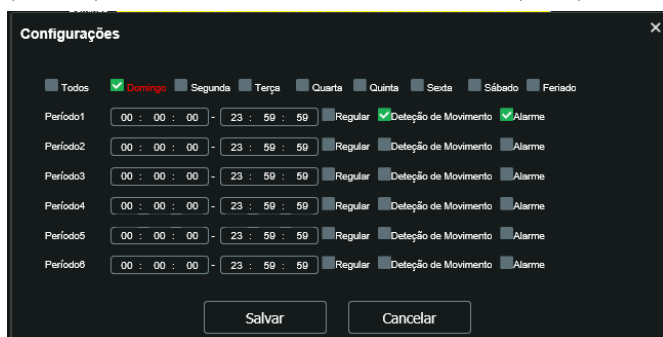 Configurações ×
Todos Domingo Segunda Terça Quarta Quinta Sexta Sábado Feriado
Período1 00 : 00 : 00 - 23 : 59 : 59 Regular Deteção de Movimento Alarme
Período2 00 : 00 : 00 - 23 : 59 : 59 Regular Deteção de Movimento Alarme
Período3 00 : 00 : 00 - 23 : 59 : 59 Regular Deteção de Movimento Alarme
Período4 00 : 00 : 00 - 23 : 59 : 59 Regular Deteção de Movimento Alarme
Período5 00 : 00 : 00 - 23 : 59 : 59 Regular Deteção de Movimento Alarme
Período6 00 : 00 : 00 - 23 : 59 : 59 Regular Deteção de Movimento Alarme
Salvar Cancelar